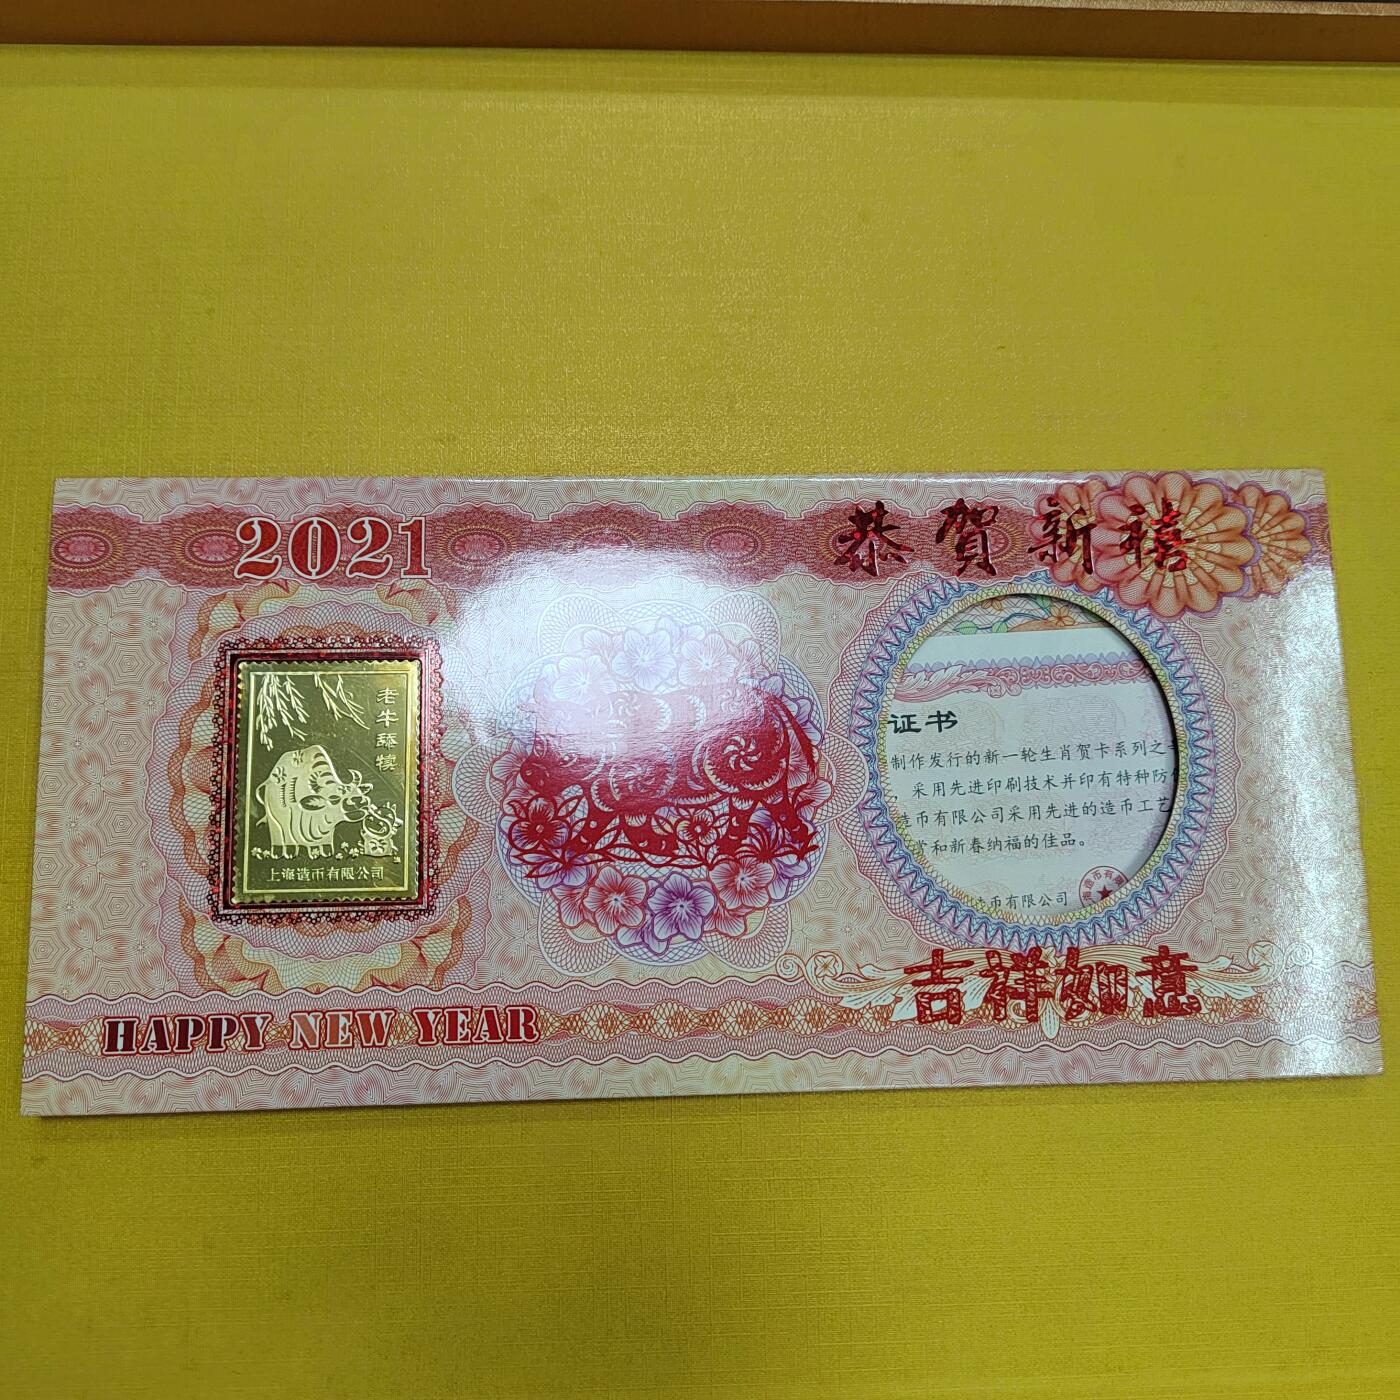 2021
恭賀新禧
老牛舔犊
上海造币有限公司
证书
制作发行的新一轮生肖贺卡系列之
采用先进印刷技术并印有特种防
造币有限公司采用先进的造币工艺
和新春纳福的佳品。
造币有限公司
吉祥如意
HAPPY NEW YEAR